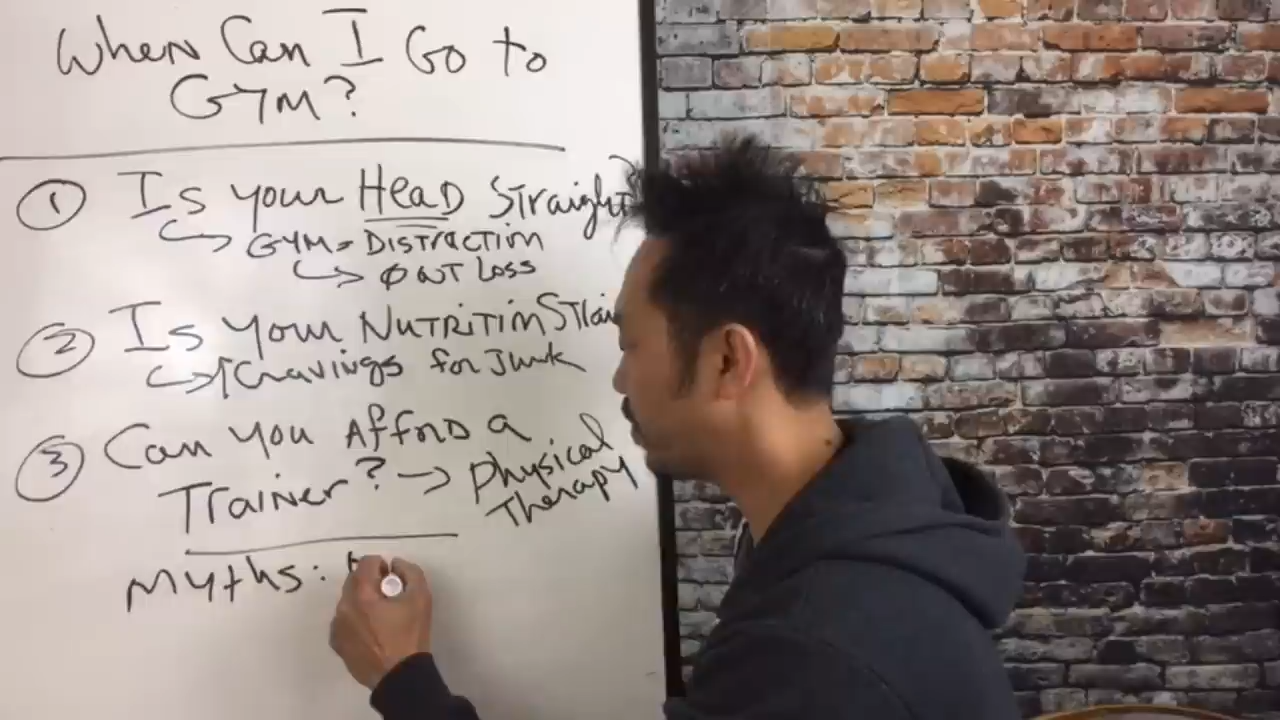 When Can I Go to
Gym?
① Is your Head Straight?
↳ Gym = Distraction
↳ Ø WT Loss
② Is your Nutrition Strai
↳ ↑ Cravings for Junk
③ Can you Afford a
Trainer? → Physical
Therapy
Myths: